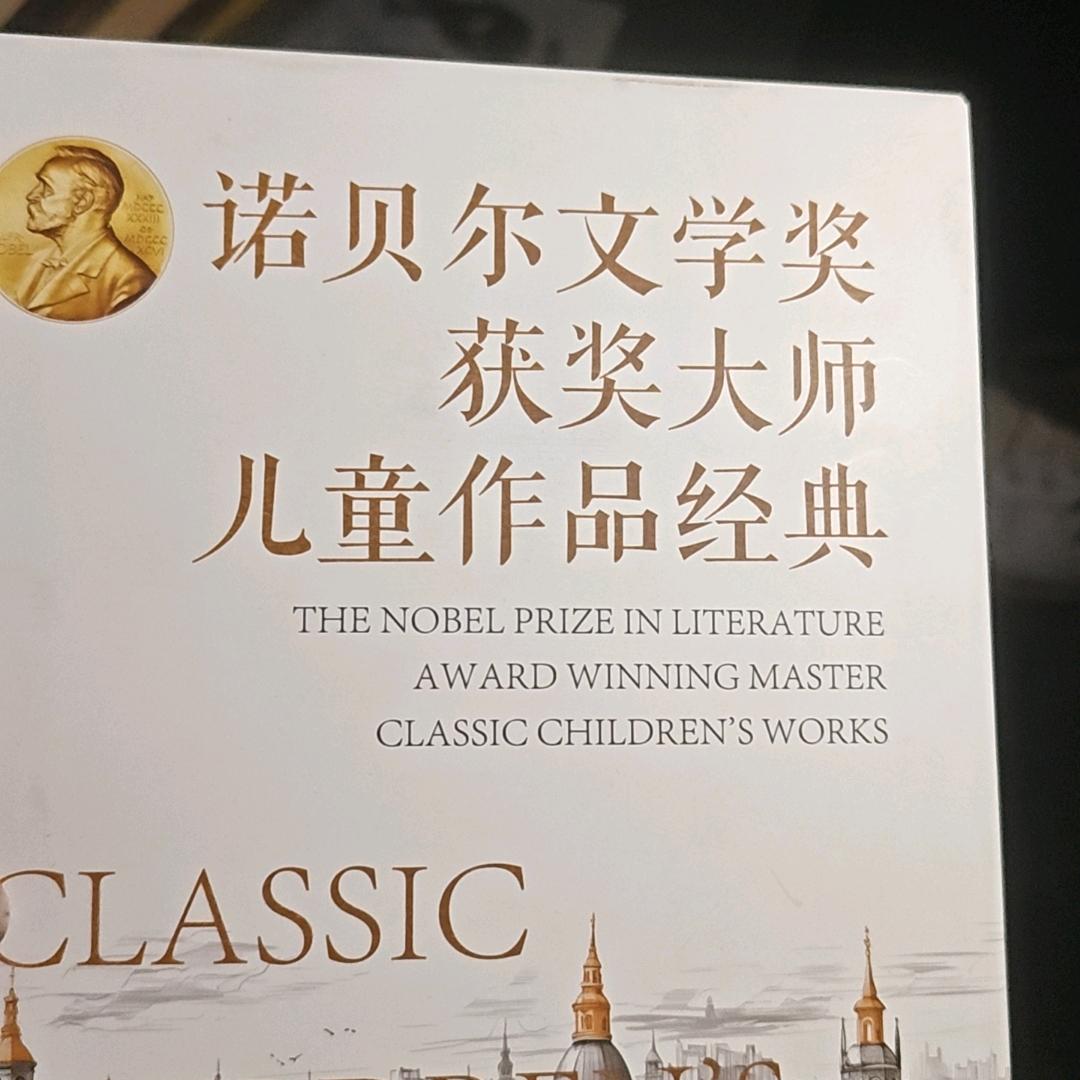 诺贝尔文学奖
获奖大师
儿童作品经典
THE NOBEL PRIZE IN LITERATURE
AWARD WINNING MASTER
CLASSIC CHILDREN'S WORKS
CLASSIC